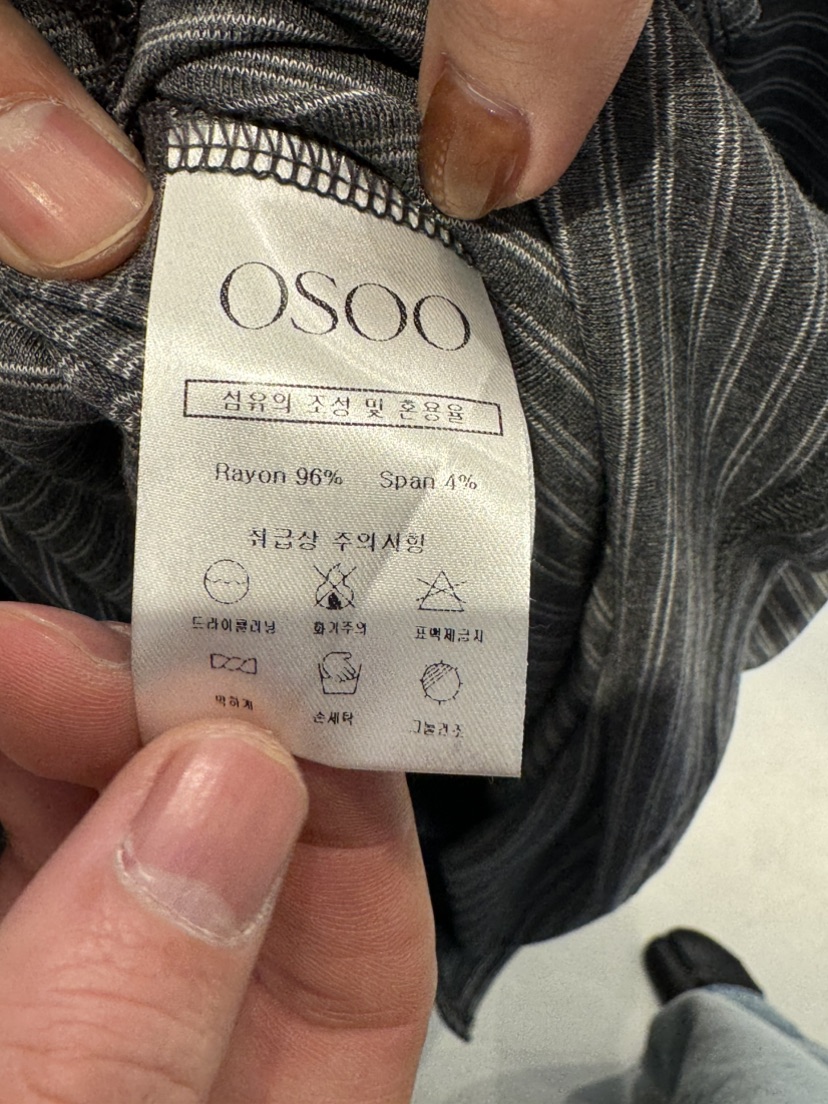 OSOO
섬유의 조성 및 혼용율
Rayon 96% Span 4%
취급상 주의사항
드라이클리닝 화기주의 표백제금지
약하게 손세탁 그늘건조